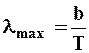 λmax = b/T